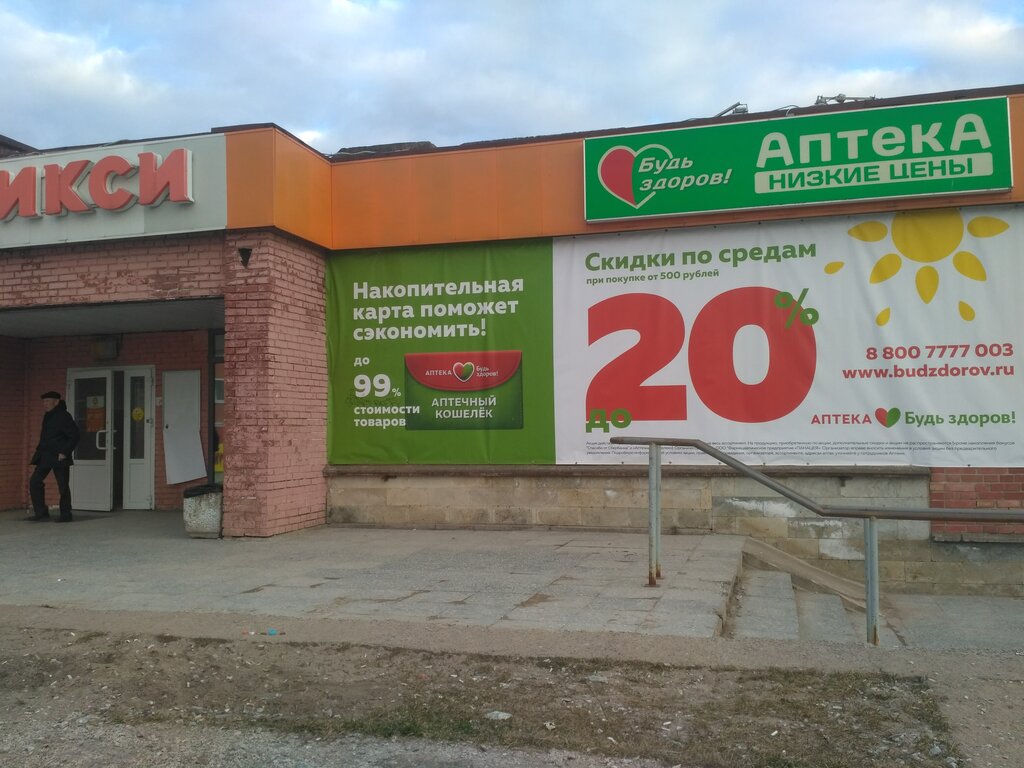 ИКСИ
Будь
здоров!
Аптека
НИЗКИЕ ЦЕНЫ
Накопительная
карта поможет
сэкономить!
до
99%
стоимости
товаров
АПТЕКА Будь здоров!
АПТЕЧНЫЙ
КОШЕЛЁК
Скидки по средам
при покупке от 500 рублей
до 20%
8 800 7777 003
www.budzdorov.ru
АПТЕКА Будь здоров!